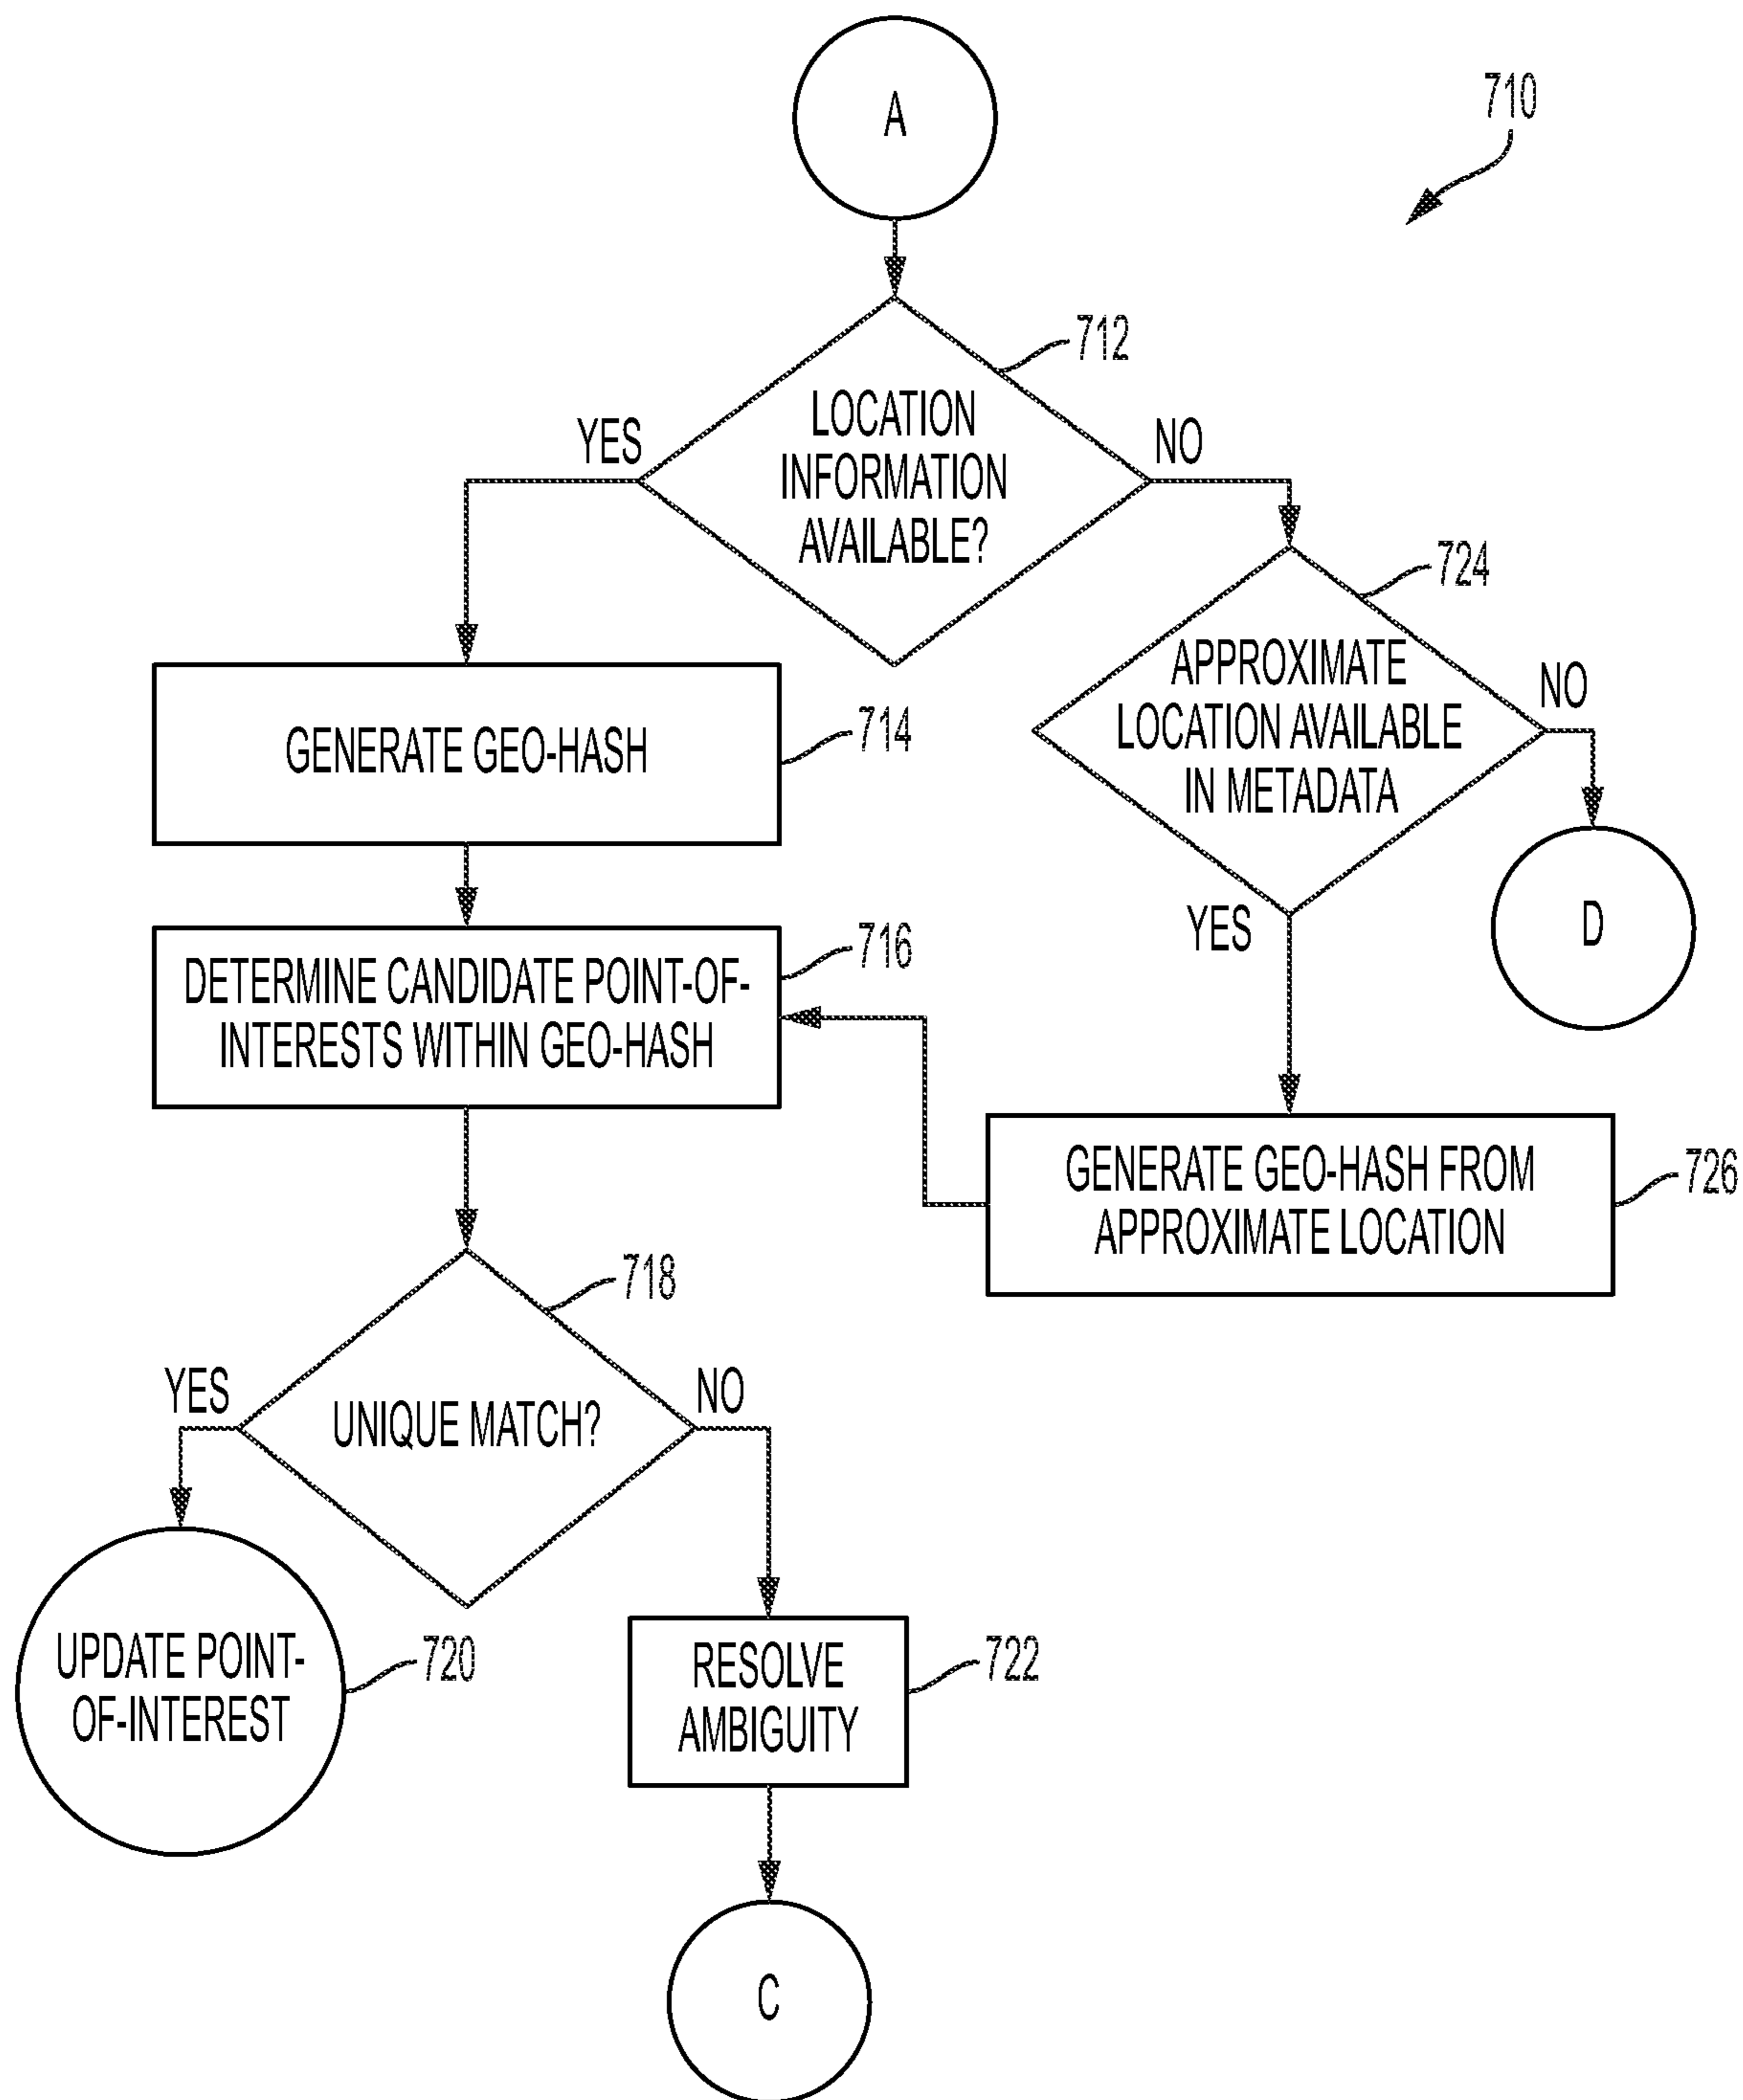 A
710
712
LOCATION
INFORMATION
AVAILABLE?
YES
NO
724
APPROXIMATE
LOCATION AVAILABLE
IN METADATA
NO
YES
D
GENERATE GEO-HASH
714
716
DETERMINE CANDIDATE POINT-OF-
INTERESTS WITHIN GEO-HASH
GENERATE GEO-HASH FROM
APPROXIMATE LOCATION
726
718
YES
NO
UNIQUE MATCH?
UPDATE POINT-
OF-INTEREST
720
RESOLVE
AMBIGUITY
722
C